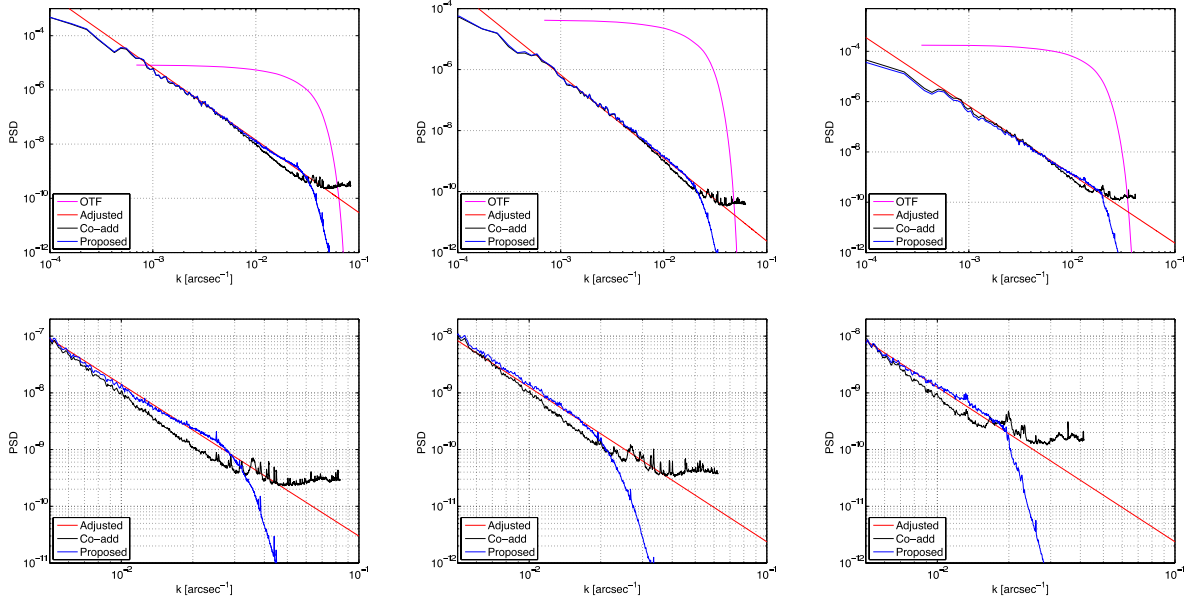 10⁻⁴
10⁻⁶
10⁻⁸
10⁻¹⁰
10⁻¹²
PSD
OTF
Adjusted
Co−add
Proposed
10⁻⁴
10⁻³
10⁻²
10⁻¹
k [arcsec⁻¹]
10⁻⁴
10⁻⁶
10⁻⁸
10⁻¹⁰
10⁻¹²
PSD
OTF
Adjusted
Co−add
Proposed
10⁻⁴
10⁻³
10⁻²
10⁻¹
k [arcsec⁻¹]
10⁻⁴
10⁻⁶
10⁻⁸
10⁻¹⁰
10⁻¹²
PSD
OTF
Adjusted
Co−add
Proposed
10⁻⁴
10⁻³
10⁻²
10⁻¹
k [arcsec⁻¹]
10⁻⁷
10⁻⁸
10⁻⁹
10⁻¹⁰
10⁻¹¹
PSD
Adjusted
Co−add
Proposed
10⁻²
10⁻¹
k [arcsec⁻¹]
10⁻⁸
10⁻⁹
10⁻¹⁰
10⁻¹¹
10⁻¹²
PSD
Adjusted
Co−add
Proposed
10⁻²
10⁻¹
k [arcsec⁻¹]
10⁻⁸
10⁻⁹
10⁻¹⁰
10⁻¹¹
10⁻¹²
PSD
Adjusted
Co−add
Proposed
10⁻²
10⁻¹
k [arcsec⁻¹]